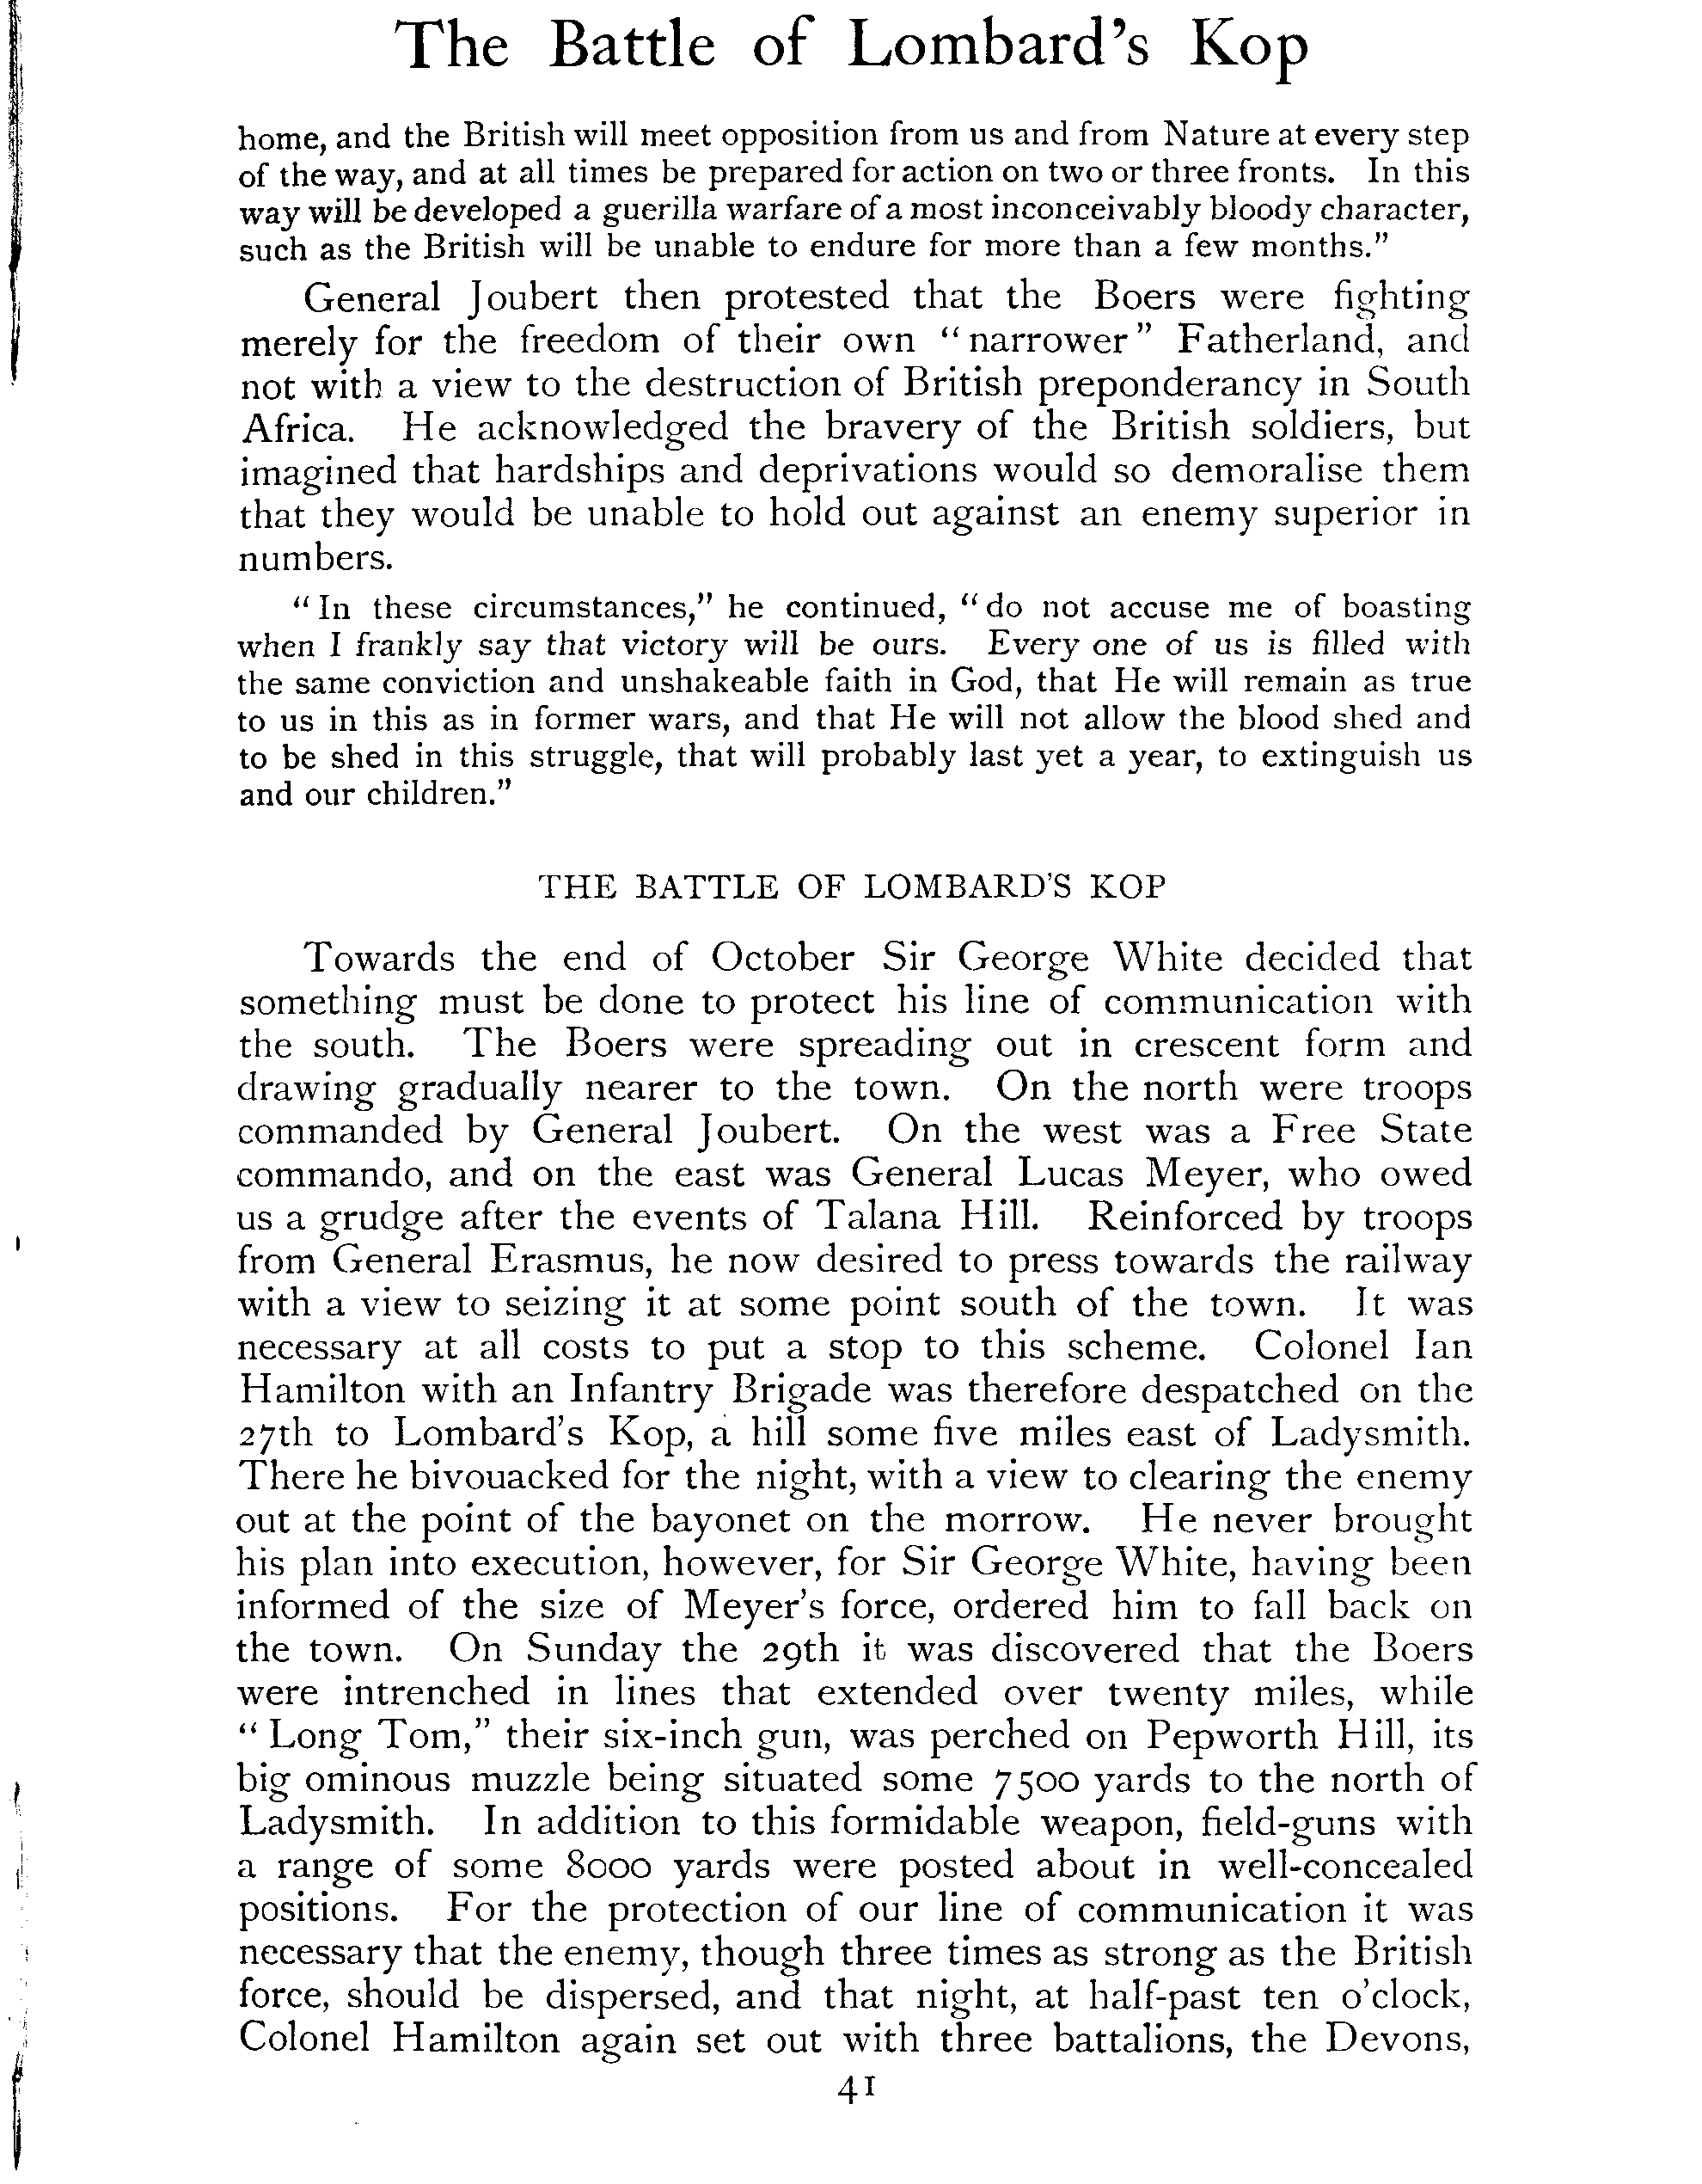 The Battle of Lombard's Kop
home, and the British will meet opposition from us and from Nature at every step
of the way, and at all times be prepared for action on two or three fronts. In this
way will be developed a guerilla warfare of a most inconceivably bloody character,
such as the British will be unable to endure for more than a few months."
General Joubert then protested that the Boers were fighting
merely for the freedom of their own "narrower" Fatherland, and
not with a view to the destruction of British preponderancy in South
Africa. He acknowledged the bravery of the British soldiers, but
imagined that hardships and deprivations would so demoralise them
that they would be unable to hold out against an enemy superior in
numbers.
"In these circumstances," he continued, "do not accuse me of boasting
when I frankly say that victory will be ours. Every one of us is filled with
the same conviction and unshakeable faith in God, that He will remain as true
to us in this as in former wars, and that He will not allow the blood shed and
to be shed in this struggle, that will probably last yet a year, to extinguish us
and our children."
THE BATTLE OF LOMBARD'S KOP
Towards the end of October Sir George White decided that
something must be done to protect his line of communication with
the south. The Boers were spreading out in crescent form and
drawing gradually nearer to the town. On the north were troops
commanded by General Joubert. On the west was a Free State
commando, and on the east was General Lucas Meyer, who owed
us a grudge after the events of Talana Hill. Reinforced by troops
from General Erasmus, he now desired to press towards the railway
with a view to seizing it at some point south of the town. It was
necessary at all costs to put a stop to this scheme. Colonel Ian
Hamilton with an Infantry Brigade was therefore despatched on the
27th to Lombard's Kop, a hill some five miles east of Ladysmith.
There he bivouacked for the night, with a view to clearing the enemy
out at the point of the bayonet on the morrow. He never brought
his plan into execution, however, for Sir George White, having been
informed of the size of Meyer's force, ordered him to fall back on
the town. On Sunday the 29th it was discovered that the Boers
were intrenched in lines that extended over twenty miles, while
"Long Tom," their six-inch gun, was perched on Pepworth Hill, its
big ominous muzzle being situated some 7500 yards to the north of
Ladysmith. In addition to this formidable weapon, field-guns with
a range of some 8000 yards were posted about in well-concealed
positions. For the protection of our line of communication it was
necessary that the enemy, though three times as strong as the British
force, should be dispersed, and that night, at half-past ten o'clock,
Colonel Hamilton again set out with three battalions, the Devons,
41